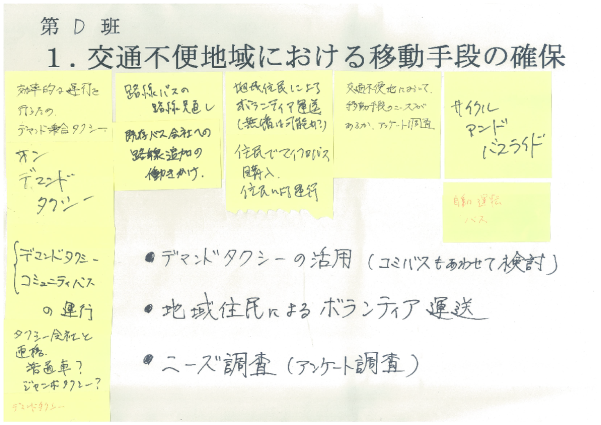 第 D 班
1．交通不便地域における移動手段の確保
効率的な運行を
行うための
デマンド乗合タクシー
オン
デマンド
タクシー
路線バスの
路線見直し
既存バス会社への
路線追加の
働きかけ。
地域住民による
ボランティア運送
(無償は可能か?)
住民でマイクロバス
購入、
住民による運行
交通不便地において、
移動手段のニーズが
あるか、アンケート調査
サイクル
アンド
バスライド
自動運転
バス
デマンドタクシー
コミュニティバス
の運行
タクシー会社と
連携、
普通車?
ジャンボタクシー?
デマンドタクシー
・デマンドタクシーの活用（コミバスもあわせて検討）
・地域住民によるボランティア運送
・ニーズ調査（アンケート調査）